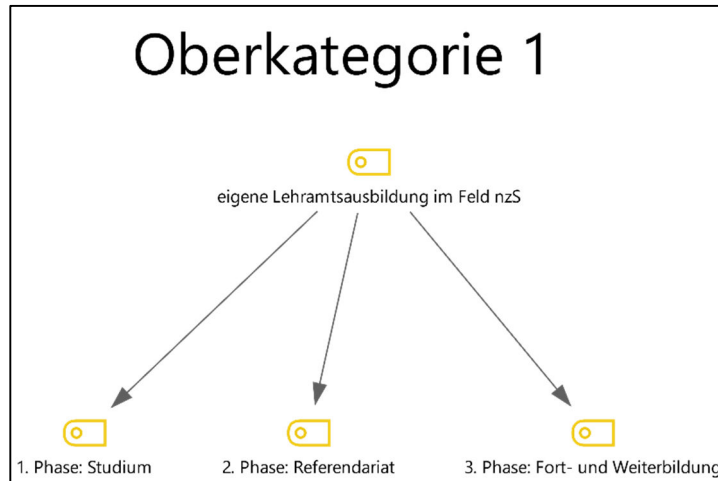 Oberkategorie 1
eigene Lehramtsausbildung im Feld nzS
1. Phase: Studium
2. Phase: Referendariat
3. Phase: Fort- und Weiterbildung